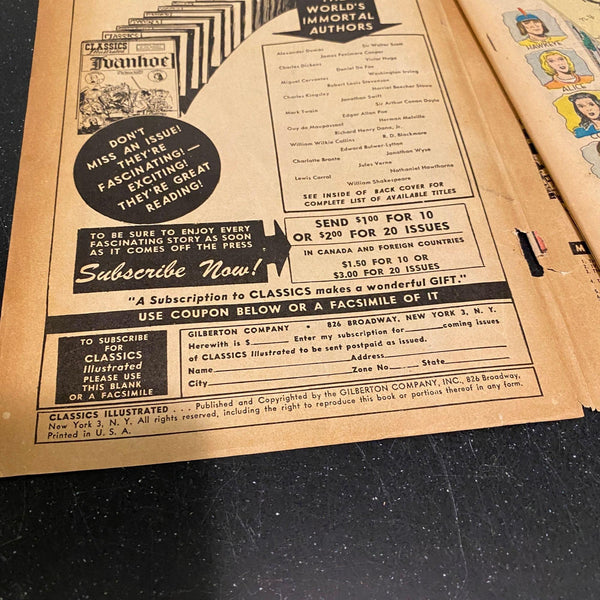 WORLD'S
IMMORTAL
AUTHORS
CLASSICS
Illustrated
Ivanhoe
Alexander Dumas
Sir Walter Scott
James Fenimore Cooper
Charles Dickens
Victor Hugo
Daniel De Foe
Miguel Cervantes
Washington Irving
Robert Louis Stevenson
Charles Kingsley
Harriet Beecher Stowe
Jonathan Swift
Mark Twain
Sir Arthur Conan Doyle
Edgar Allan Poe
Guy de Maupassant
Herman Melville
Richard Henry Dana, Jr.
William Wilkie Collins
R. D. Blackmore
Edward Bulwer-Lytton
Charlotte Bronte
Jonathan Wyse
Jules Verne
Lewis Carrol
Nathaniel Hawthorne
William Shakespeare
SEE INSIDE OF BACK COVER FOR
COMPLETE LIST OF AVAILABLE TITLES
DON'T
MISS AN ISSUE!
THEY'RE
FASCINATING! —
EXCITING!
THEY'RE GREAT
READING!
TO BE SURE TO ENJOY EVERY
FASCINATING STORY AS SOON
AS IT COMES OFF THE PRESS
Subscribe Now!
SEND $1.00 FOR 10
OR $2.00 FOR 20 ISSUES
IN CANADA AND FOREIGN COUNTRIES
$1.50 FOR 10 OR
$3.00 FOR 20 ISSUES
"A Subscription to CLASSICS makes a wonderful GIFT."
USE COUPON BELOW OR A FACSIMILE OF IT
TO SUBSCRIBE
FOR
CLASSICS
Illustrated
PLEASE USE
THIS BLANK
OR A FACSIMILE
GILBERTON COMPANY • 826 BROADWAY, NEW YORK 3, N. Y.
Herewith is $ Enter my subscription for coming issues
of CLASSICS Illustrated to be sent postpaid as issued.
Name Address
City Zone No. State
CLASSICS ILLUSTRATED . . . Published and Copyrighted by the GILBERTON COMPANY, INC., 826 Broadway,
New York 3, N. Y. All rights reserved, including the right to reproduce this book or portions thereof in any form.
Printed in U. S. A.
HAWKEYE
ALICE